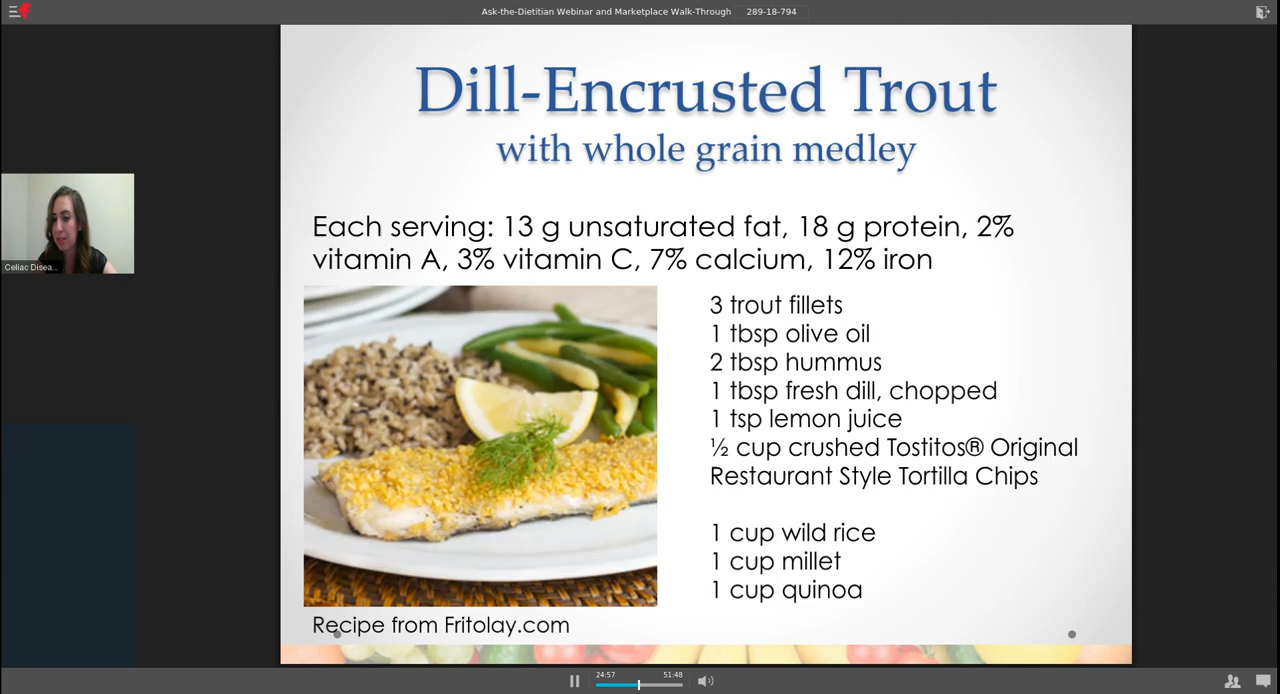 Ask-the-Dietitian Webinar and Marketplace Walk-Through 289-18-794
Dill-Encrusted Trout
with whole grain medley
Each serving: 13 g unsaturated fat, 18 g protein, 2%
vitamin A, 3% vitamin C, 7% calcium, 12% iron
3 trout fillets
1 tbsp olive oil
2 tbsp hummus
1 tbsp fresh dill, chopped
1 tsp lemon juice
½ cup crushed Tostitos® Original
Restaurant Style Tortilla Chips
1 cup wild rice
1 cup millet
1 cup quinoa
Recipe from Fritolay.com
Celiac Disea...
24:57 51:48